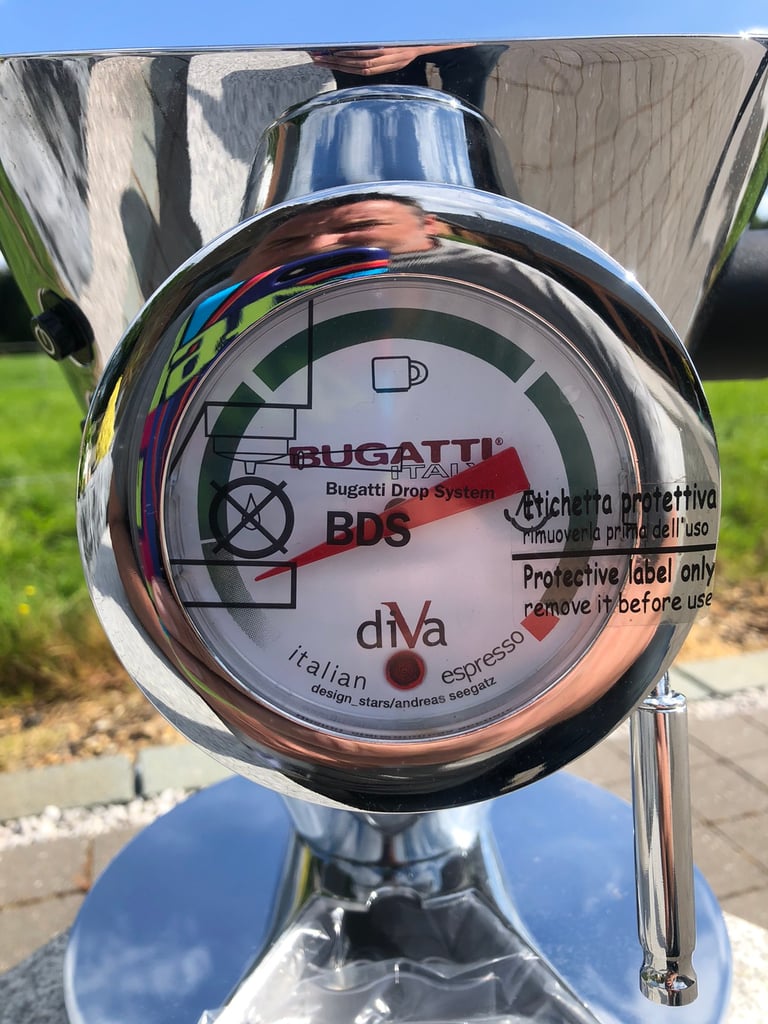 BUGATTI®
ITALY
Bugatti Drop System
BDS
diVa
italian espresso
design_stars/andreas seegatz
Etichetta protettiva
rimuoverla prima dell'uso
Protective label only
remove it before use